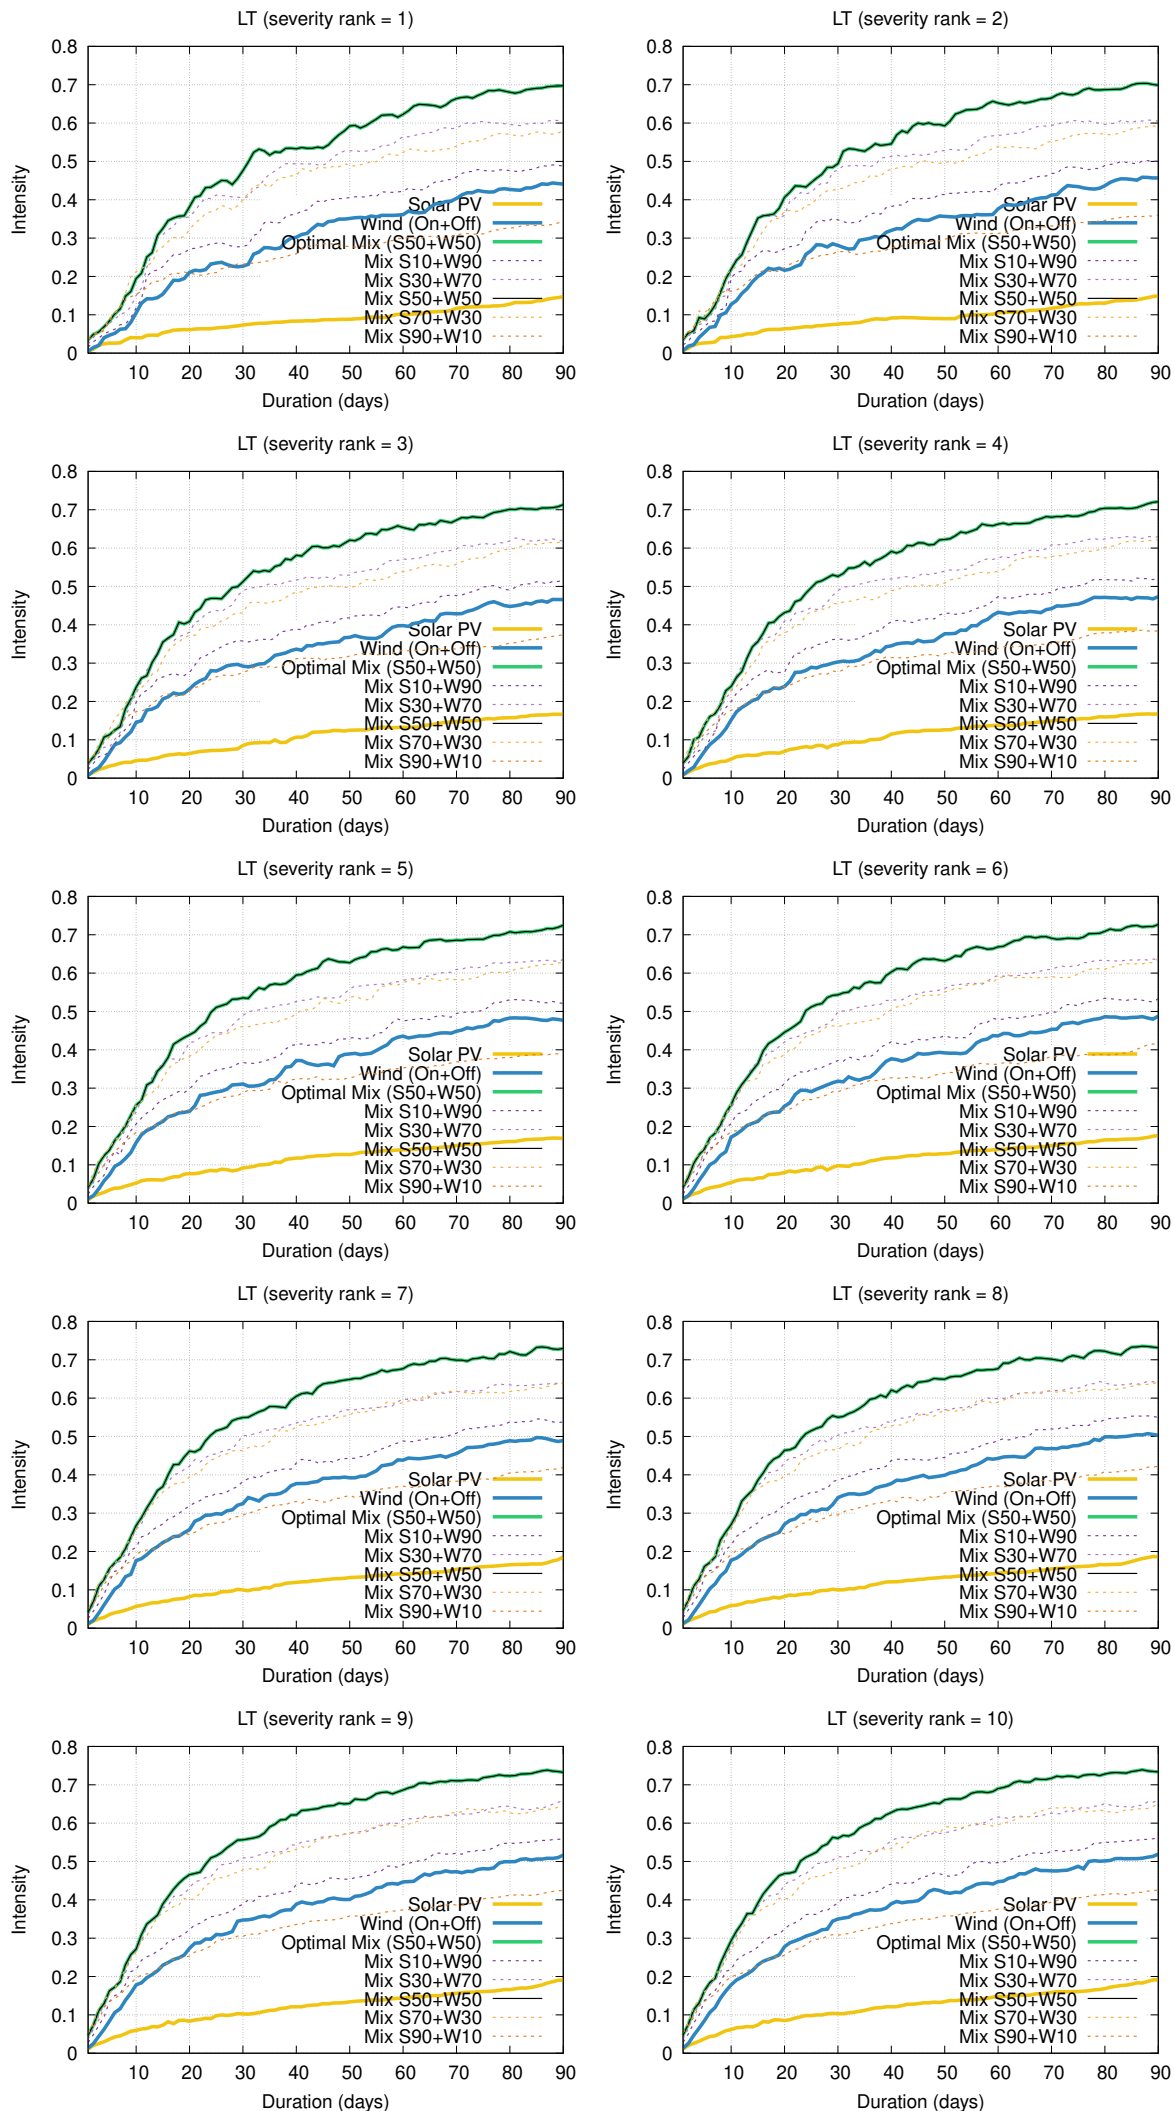 LT (severity rank = 1)
Intensity
0.8
0.7
0.6
0.5
0.4
0.3
0.2
0.1
0
Solar PV
Wind (On+Off)
Optimal Mix (S50+W50)
Mix S10+W90
Mix S30+W70
Mix S50+W50
Mix S70+W30
Mix S90+W10
10 20 30 40 50 60 70 80 90
Duration (days)
LT (severity rank = 2)
Intensity
0.8
0.7
0.6
0.5
0.4
0.3
0.2
0.1
0
Solar PV
Wind (On+Off)
Optimal Mix (S50+W50)
Mix S10+W90
Mix S30+W70
Mix S50+W50
Mix S70+W30
Mix S90+W10
10 20 30 40 50 60 70 80 90
Duration (days)
LT (severity rank = 3)
Intensity
0.8
0.7
0.6
0.5
0.4
0.3
0.2
0.1
0
Solar PV
Wind (On+Off)
Optimal Mix (S50+W50)
Mix S10+W90
Mix S30+W70
Mix S50+W50
Mix S70+W30
Mix S90+W10
10 20 30 40 50 60 70 80 90
Duration (days)
LT (severity rank = 4)
Intensity
0.8
0.7
0.6
0.5
0.4
0.3
0.2
0.1
0
Solar PV
Wind (On+Off)
Optimal Mix (S50+W50)
Mix S10+W90
Mix S30+W70
Mix S50+W50
Mix S70+W30
Mix S90+W10
10 20 30 40 50 60 70 80 90
Duration (days)
LT (severity rank = 5)
Intensity
0.8
0.7
0.6
0.5
0.4
0.3
0.2
0.1
0
Solar PV
Wind (On+Off)
Optimal Mix (S50+W50)
Mix S10+W90
Mix S30+W70
Mix S50+W50
Mix S70+W30
Mix S90+W10
10 20 30 40 50 60 70 80 90
Duration (days)
LT (severity rank = 6)
Intensity
0.8
0.7
0.6
0.5
0.4
0.3
0.2
0.1
0
Solar PV
Wind (On+Off)
Optimal Mix (S50+W50)
Mix S10+W90
Mix S30+W70
Mix S50+W50
Mix S70+W30
Mix S90+W10
10 20 30 40 50 60 70 80 90
Duration (days)
LT (severity rank = 7)
Intensity
0.8
0.7
0.6
0.5
0.4
0.3
0.2
0.1
0
Solar PV
Wind (On+Off)
Optimal Mix (S50+W50)
Mix S10+W90
Mix S30+W70
Mix S50+W50
Mix S70+W30
Mix S90+W10
10 20 30 40 50 60 70 80 90
Duration (days)
LT (severity rank = 8)
Intensity
0.8
0.7
0.6
0.5
0.4
0.3
0.2
0.1
0
Solar PV
Wind (On+Off)
Optimal Mix (S50+W50)
Mix S10+W90
Mix S30+W70
Mix S50+W50
Mix S70+W30
Mix S90+W10
10 20 30 40 50 60 70 80 90
Duration (days)
LT (severity rank = 9)
Intensity
0.8
0.7
0.6
0.5
0.4
0.3
0.2
0.1
0
Solar PV
Wind (On+Off)
Optimal Mix (S50+W50)
Mix S10+W90
Mix S30+W70
Mix S50+W50
Mix S70+W30
Mix S90+W10
10 20 30 40 50 60 70 80 90
Duration (days)
LT (severity rank = 10)
Intensity
0.8
0.7
0.6
0.5
0.4
0.3
0.2
0.1
0
Solar PV
Wind (On+Off)
Optimal Mix (S50+W50)
Mix S10+W90
Mix S30+W70
Mix S50+W50
Mix S70+W30
Mix S90+W10
10 20 30 40 50 60 70 80 90
Duration (days)